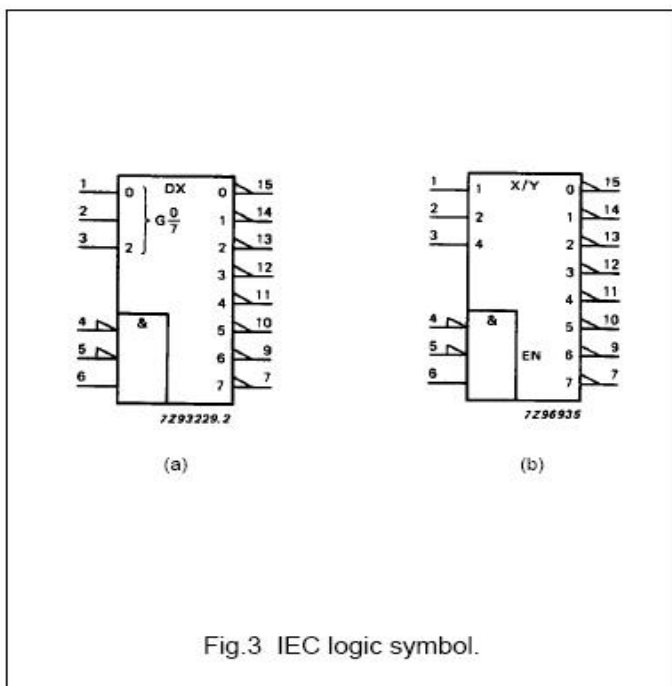 DX
1 0 0 15
2 G 0/7 1 14
3 2 2 13
3 12
4 11
4 & 5 10
5 6 9
6 7 7
7Z93229.2
(a)
X/Y
1 1 0 15
2 2 1 14
3 4 2 13
3 12
4 11
4 & 5 10
5 EN 6 9
6 7 7
7Z96935
(b)
Fig.3 IEC logic symbol.